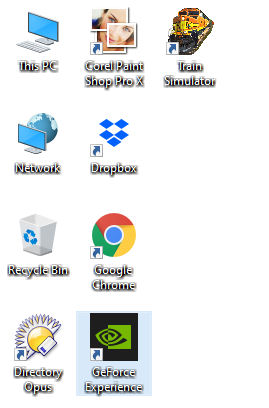 This PC
Corel Paint
Shop Pro X
Train
Simulator
Network
Dropbox
Recycle Bin
Google
Chrome
Directory
Opus
GeForce
Experience